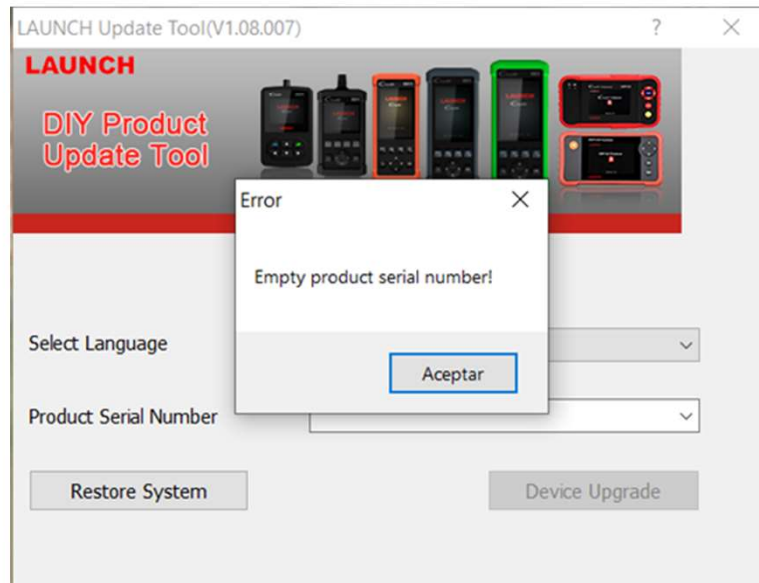 LAUNCH Update Tool(V1.08.007)
LAUNCH
DIY Product
Update Tool
Error
Empty product serial number!
Aceptar
Select Language
Product Serial Number
Restore System
Device Upgrade